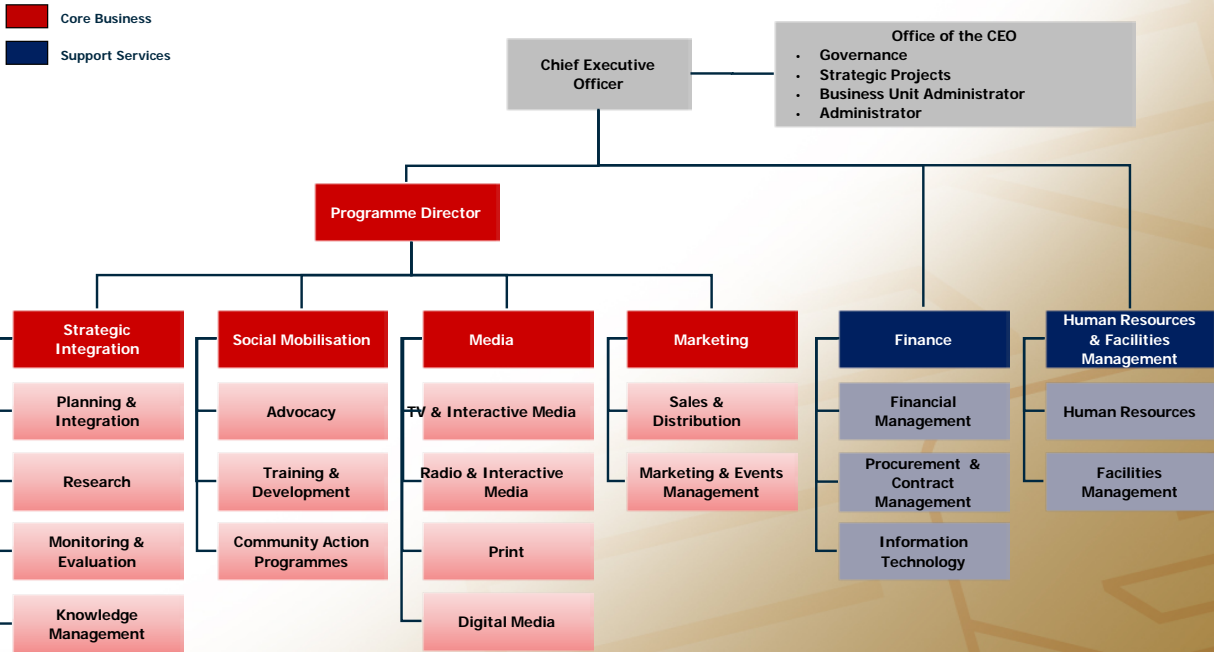 Core Business
Support Services
Chief Executive
Officer
Office of the CEO
• Governance
• Strategic Projects
• Business Unit Administrator
• Administrator
Programme Director
Strategic
Integration
Social Mobilisation
Media
Marketing
Finance
Human Resources
& Facilities
Management
Planning &
Integration
Advocacy
TV & Interactive Media
Sales &
Distribution
Financial
Management
Human Resources
Research
Training &
Development
Radio & Interactive
Media
Marketing & Events
Management
Procurement & 
Contract
Management
Facilities
Management
Monitoring &
Evaluation
Community Action
Programmes
Print
Information
Technology
Knowledge
Management
Digital Media